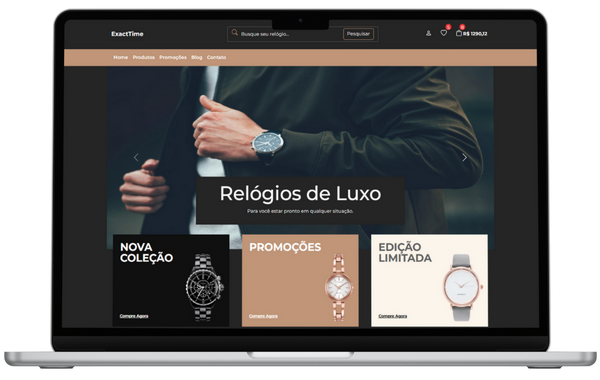 ExactTime
Busque seu relógio...
Pesquisar
R$ 1290,12
Home Produtos Promoções Blog Contato
Relógios de Luxo
Para você estar pronto em qualquer situação.
NOVA
COLEÇÃO
Compre Agora
PROMOÇÕES
Compre Agora
EDIÇÃO
LIMITADA
Compre Agora